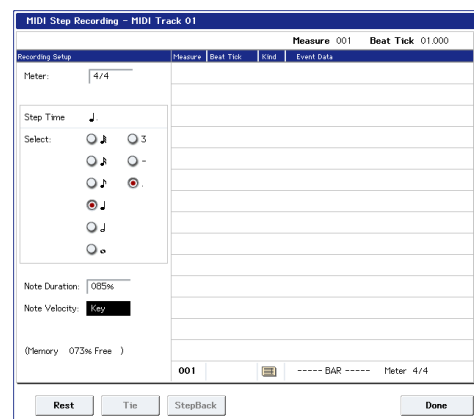 MIDI Step Recording - MIDI Track 01
Measure 001 Beat Tick 01.000
Recording Setup Measure Beat Tick Kind Event Data
Meter: 4/4
Step Time .
Select: 3
-
.
Note Duration: 085%
Note Velocity: Key
(Memory 073% Free )
001 ----- BAR ----- Meter 4/4
Rest Tie StepBack Done